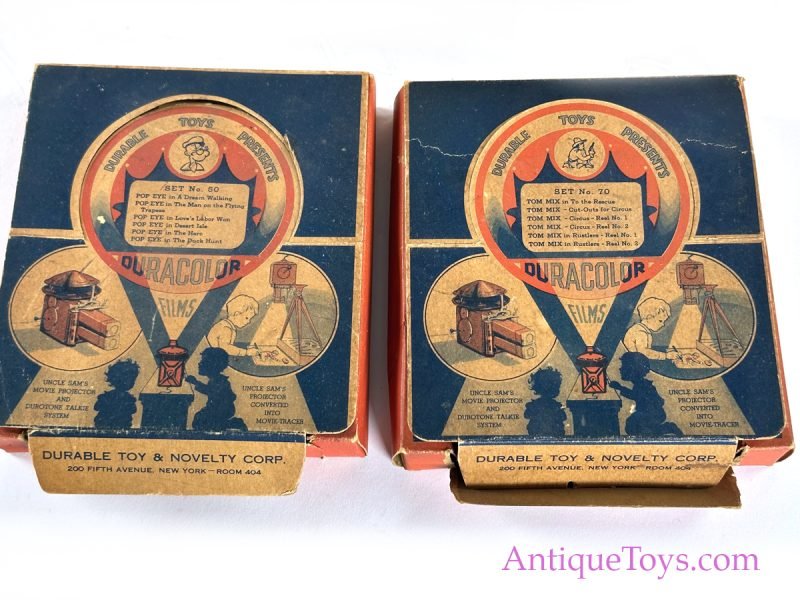 DURABLE TOYS PRESENTS
SET No. 50
POP EYE in A Dream Walking
POP EYE in The Man on the Flying
Trapese
POP EYE in Love's Labor Won
POP EYE in Desert Isle
POP EYE in The Hero
POP EYE in The Duck Hunt
DURACOLOR
FILMS
UNCLE SAM'S
MOVIE PROJECTOR
AND
DUROTONE TALKIE
SYSTEM
UNCLE SAM'S
PROJECTOR
CONVERTED
INTO
MOVIE-TRACER
DURABLE TOY & NOVELTY CORP.
200 FIFTH AVENUE, NEW YORK—ROOM 404
DURABLE TOYS PRESENTS
SET No. 70
TOM MIX in To the Rescue
TOM MIX - Cut-Outs for Circus
TOM MIX - Circus - Reel No. 1
TOM MIX - Circus - Reel No. 2
TOM MIX in Rustlers - Reel No. 1
TOM MIX in Rustlers - Reel No. 2
DURACOLOR
FILMS
UNCLE SAM'S
MOVIE PROJECTOR
AND
DUROTONE TALKIE
SYSTEM
UNCLE SAM'S
PROJECTOR
CONVERTED
INTO
MOVIE-TRACER
DURABLE TOY & NOVELTY CORP.
200 FIFTH AVENUE, NEW YORK—ROOM 404
AntiqueToys.com